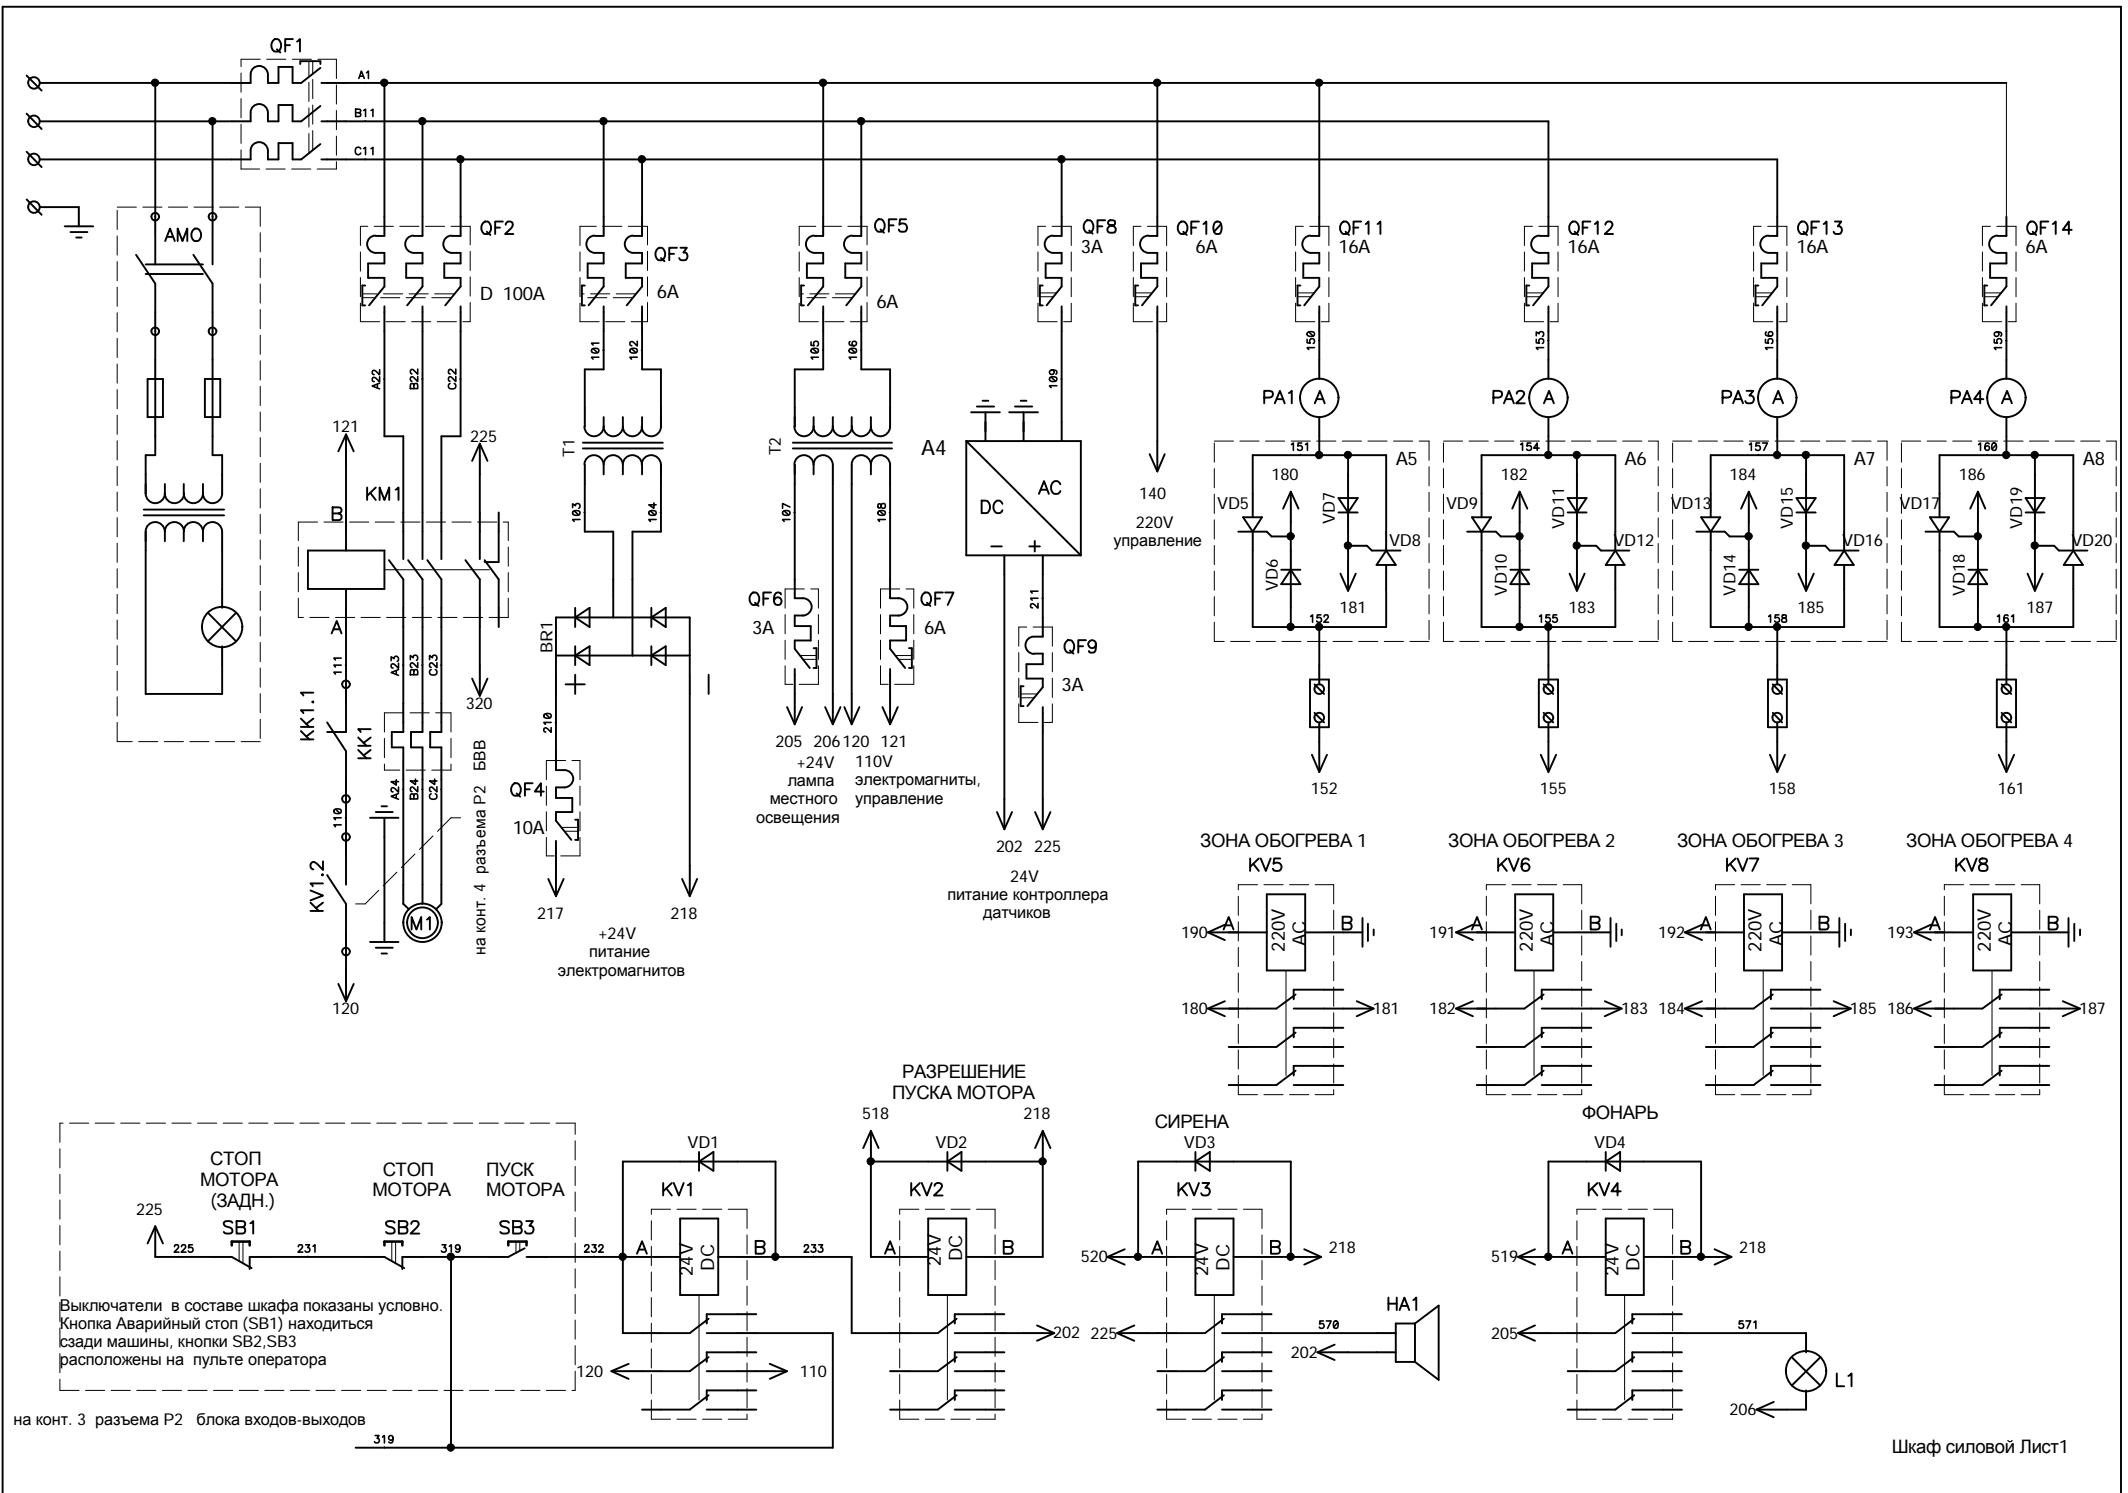 QF1
A1
B11
C11
АМО
QF2
D 100A
QF3
6A
QF5
6A
QF8
3A
QF10
6A
QF11
16A
QF12
16A
QF13
16A
QF14
6A
A22
B22
C22
101
102
105
106
109
150
153
156
159
PA1
A
PA2
A
PA3
A
PA4
A
121
225
KM1
B
A
T1
T2
103
104
107
108
A4
DC
AC
–
+
140
220V
управление
151
A5
180
VD5
VD7
VD6
VD8
181
152
154
A6
182
VD9
VD11
VD10
VD12
183
155
157
A7
184
VD13
VD15
VD14
VD16
185
158
160
A8
186
VD17
VD19
VD18
VD20
187
161
111
A23
B23
C23
320
KK1.1
KK1
110
A24
B24
C24
KV1.2
M1
120
на конт. 4 разъема P2 БВВ
BR1
+
210
QF4
10A
217
218
+24V
питание
электромагнитов
QF6
3A
QF7
6A
205
206
120
121
+24V
лампа
местного
освещения
110V
электромагниты,
управление
211
QF9
3A
202
225
24V
питание контроллера
датчиков
152
155
158
161
ЗОНА ОБОГРЕВА 1
KV5
190
A
220V
AC
B
180
181
ЗОНА ОБОГРЕВА 2
KV6
191
A
220V
AC
B
182
183
ЗОНА ОБОГРЕВА 3
KV7
192
A
220V
AC
B
184
185
ЗОНА ОБОГРЕВА 4
KV8
193
A
220V
AC
B
186
187
СТОП
МОТОРА
(ЗАДН.)
СТОП
МОТОРА
ПУСК
МОТОРА
225
SB1
SB2
SB3
225
231
319
232
Выключатели в составе шкафа показаны условно.
Кнопка Аварийный стоп (SB1) находиться
сзади машины, кнопки SB2,SB3
расположены на пульте оператора
на конт. 3 разъема P2 блока входов-выходов
319
VD1
KV1
A
24V
DC
B
233
120
110
РАЗРЕШЕНИЕ
ПУСКА МОТОРА
518
218
VD2
KV2
A
24V
DC
B
202
СИРЕНА
VD3
KV3
520
A
24V
DC
B
218
225
570
HA1
202
ФОНАРЬ
VD4
KV4
519
A
24V
DC
B
218
205
571
L1
206
Шкаф силовой Лист1